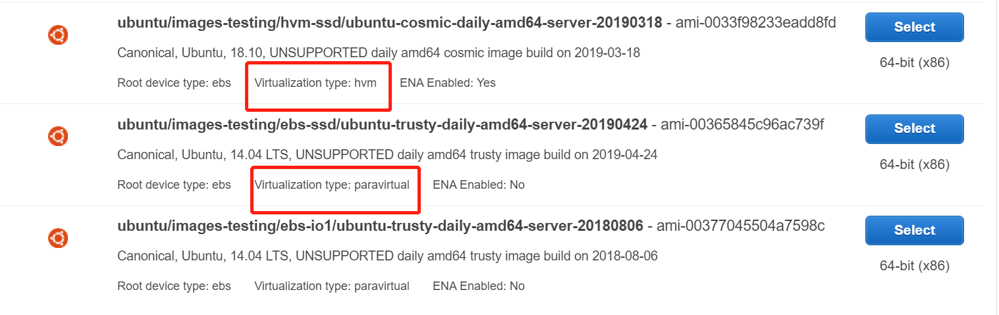 ubuntu/images-testing/hvm-ssd/ubuntu-cosmic-daily-amd64-server-20190318 - ami-0033f98233eadd8fd
Select
Canonical, Ubuntu, 18.10, UNSUPPORTED daily amd64 cosmic image build on 2019-03-18
64-bit (x86)
Root device type: ebs Virtualization type: hvm ENA Enabled: Yes
ubuntu/images-testing/ebs-ssd/ubuntu-trusty-daily-amd64-server-20190424 - ami-00365845c96ac739f
Select
Canonical, Ubuntu, 14.04 LTS, UNSUPPORTED daily amd64 trusty image build on 2019-04-24
64-bit (x86)
Root device type: ebs Virtualization type: paravirtual ENA Enabled: No
ubuntu/images-testing/ebs-io1/ubuntu-trusty-daily-amd64-server-20180806 - ami-00377045504a7598c
Select
Canonical, Ubuntu, 14.04 LTS, UNSUPPORTED daily amd64 trusty image build on 2018-08-06
64-bit (x86)
Root device type: ebs Virtualization type: paravirtual ENA Enabled: No